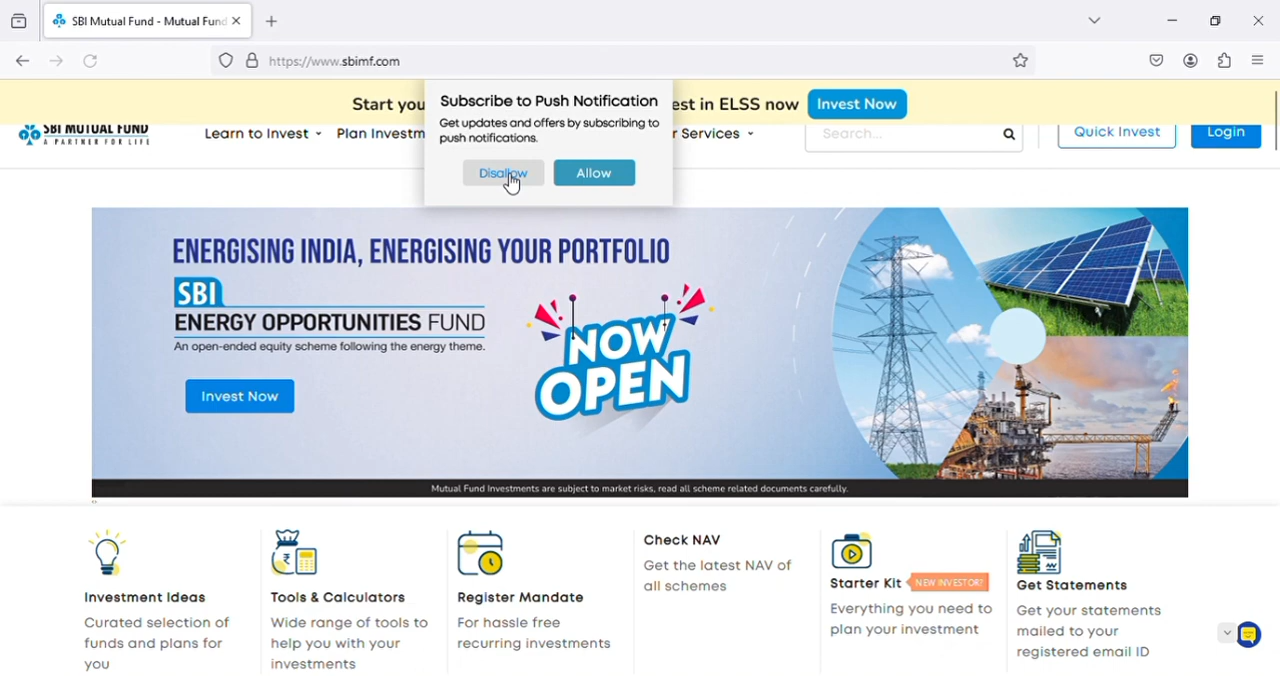 SBI Mutual Fund - Mutual Fund
https://www.sbimf.com
Start you
est in ELSS now
Invest Now
Subscribe to Push Notification
Get updates and offers by subscribing to
push notifications.
Disallow
Allow
SBI MUTUAL FUND
A PARTNER FOR LIFE
Learn to Invest
Plan Investm
r Services
Search...
Quick Invest
Login
ENERGISING INDIA, ENERGISING YOUR PORTFOLIO
SBI
ENERGY OPPORTUNITIES FUND
An open-ended equity scheme following the energy theme.
Invest Now
NOW
OPEN
Mutual Fund Investments are subject to market risks, read all scheme related documents carefully.
Investment Ideas
Curated selection of
funds and plans for
you
Tools & Calculators
Wide range of tools to
help you with your
investments
Register Mandate
For hassle free
recurring investments
Check NAV
Get the latest NAV of
all schemes
Starter Kit NEW INVESTOR?
Everything you need to
plan your investment
Get Statements
Get your statements
mailed to your
registered email ID